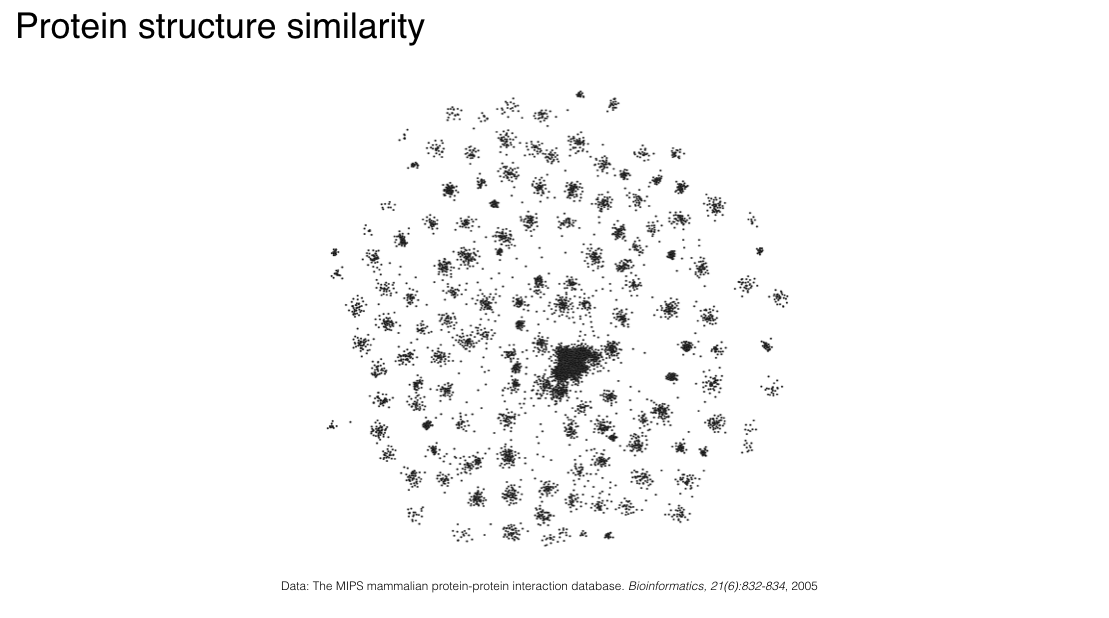 Protein structure similarity
Data: The MIPS mammalian protein-protein interaction database. Bioinformatics, 21(6):832-834, 2005